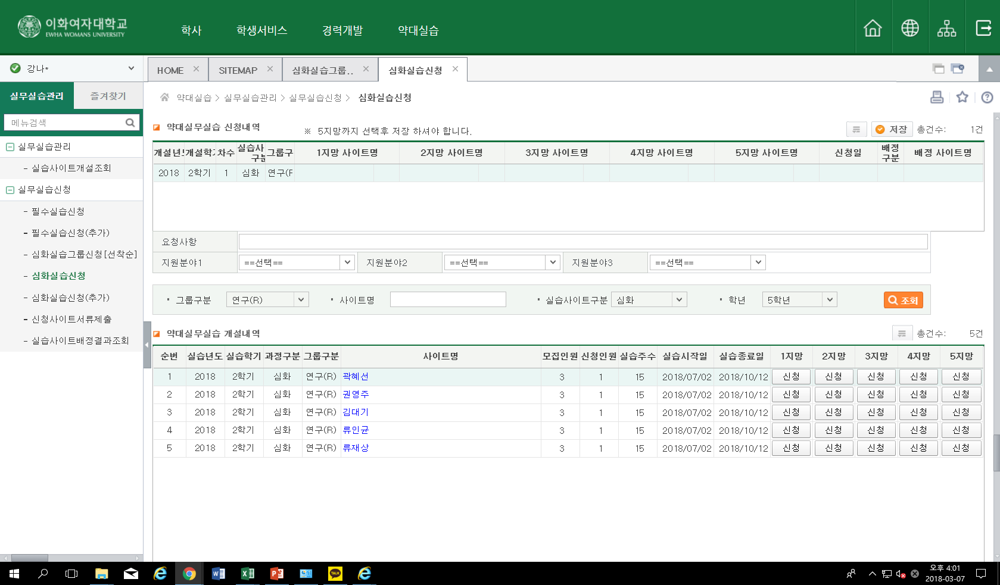 이화여자대학교
EWHA WOMANS UNIVERSITY
학사 학생서비스 경력개발 약대실습
강나*
HOME SITEMAP 심화실습그룹.. 심화실습신청
실무실습관리 즐겨찾기
약대실습 > 실무실습관리 > 실무실습신청 > 심화실습신청
메뉴검색
실무실습관리
- 실습사이트개설조회
실무실습신청
- 필수실습신청
- 필수실습신청(추가)
- 심화실습그룹신청[선착순]
- 심화실습신청
- 심화실습신청(추가)
- 신청사이트서류제출
- 실습사이트배정결과조회
약대실무실습 신청내역 ※ 5지망까지 선택후 저장 하셔야 합니다. 저장 총건수: 1건
개설년 개설학 차수 실습사 구분 그룹구 1지망 사이트명 2지망 사이트명 3지망 사이트명 4지망 사이트명 5지망 사이트명 신청일 배정 구분 배정 사이트명
2018 2학기 1 심화 연구(F
요청사항
지원분야1 ==선택== 지원분야2 ==선택== 지원분야3 ==선택==
· 그룹구분 연구(R) · 사이트명 · 실습사이트구분 심화 · 학년 5학년 조회
약대실무실습 개설내역 총건수: 5건
순번 실습년도 실습학기 과정구분 그룹구분 사이트명 모집인원 신청인원 실습주수 실습시작일 실습종료일 1지망 2지망 3지망 4지망 5지망
1 2018 2학기 심화 연구(R) 곽혜선 3 1 15 2018/07/02 2018/10/12 신청 신청 신청 신청 신청
2 2018 2학기 심화 연구(R) 권영주 3 1 15 2018/07/02 2018/10/12 신청 신청 신청 신청 신청
3 2018 2학기 심화 연구(R) 김대기 3 1 15 2018/07/02 2018/10/12 신청 신청 신청 신청 신청
4 2018 2학기 심화 연구(R) 류인균 3 1 15 2018/07/02 2018/10/12 신청 신청 신청 신청 신청
5 2018 2학기 심화 연구(R) 류재상 3 1 15 2018/07/02 2018/10/12 신청 신청 신청 신청 신청
TALK
오후 4:01
2018-03-07